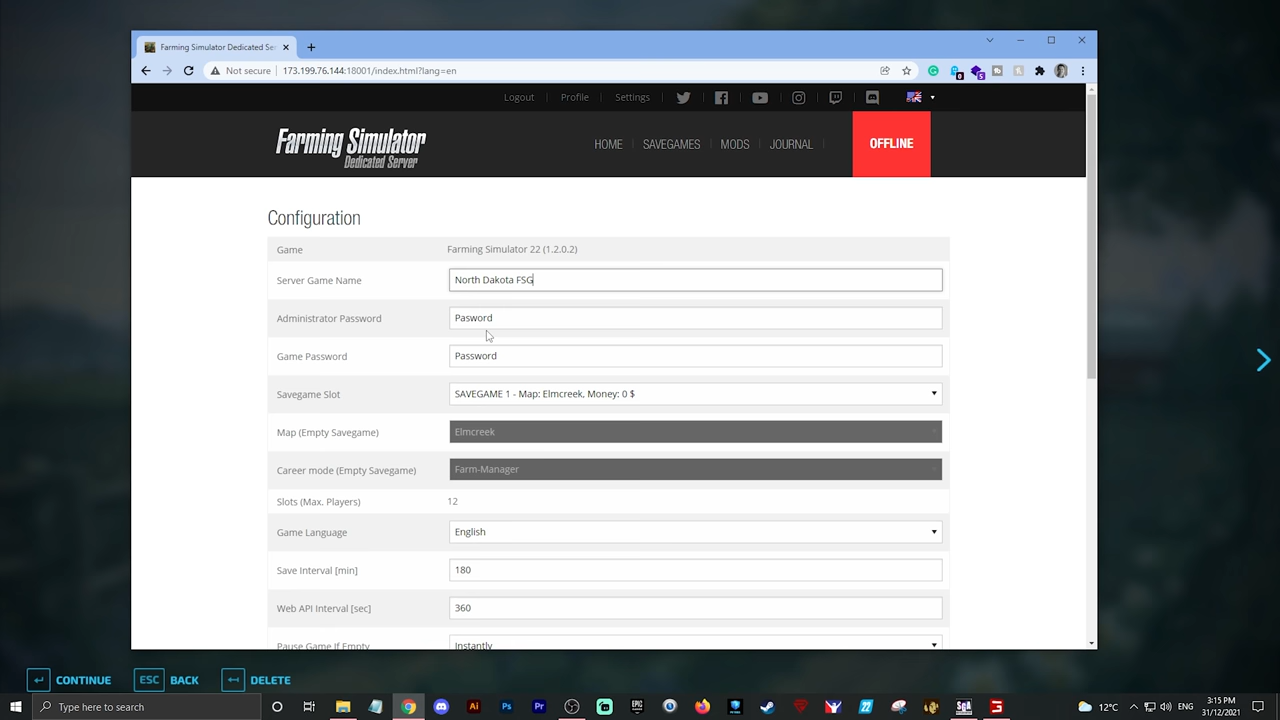 Farming Simulator Dedicated Se
Not secure 173.199.76.144:18001/index.html?lang=en
Logout Profile Settings
Farming Simulator
Dedicated Server
HOME SAVEGAMES MODS JOURNAL OFFLINE
Configuration
Game Farming Simulator 22 (1.2.0.2)
Server Game Name North Dakota FSG
Administrator Password Pasword
Game Password Password
Savegame Slot SAVEGAME 1 - Map: Elmcreek, Money: 0 $
Map (Empty Savegame) Elmcreek
Career mode (Empty Savegame) Farm-Manager
Slots (Max. Players) 12
Game Language English
Save Interval [min] 180
Web API Interval [sec] 360
Pause Game If Empty Instantly
CONTINUE ESC BACK DELETE
Type here to search
12°C ENG 3:15 PM
31/12/2021